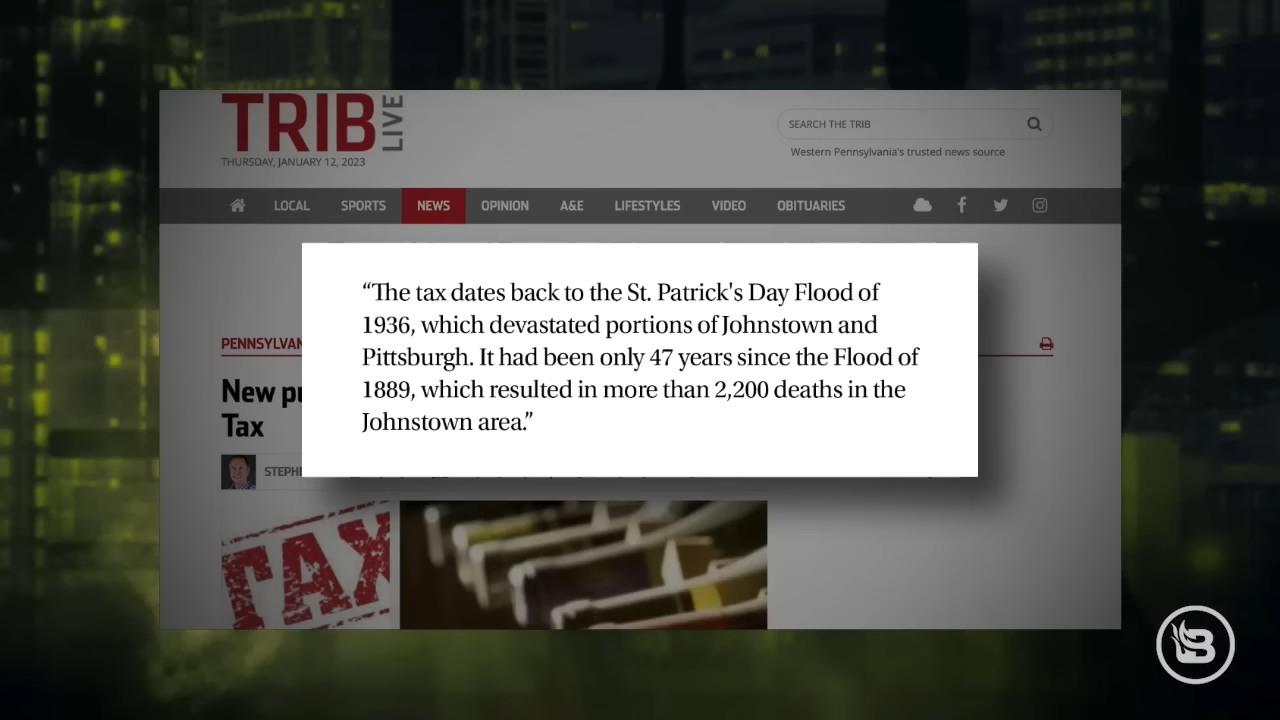 TRIB LIVE
THURSDAY, JANUARY 12, 2023
SEARCH THE TRIB
Western Pennsylvania's trusted news source
LOCAL SPORTS NEWS OPINION A&E LIFESTYLES VIDEO OBITUARIES
“The tax dates back to the St. Patrick's Day Flood of
1936, which devastated portions of Johnstown and
Pittsburgh. It had been only 47 years since the Flood of
1889, which resulted in more than 2,200 deaths in the
Johnstown area.”
PENNSYLVAN
New p
Tax
STEPH
TAX
B